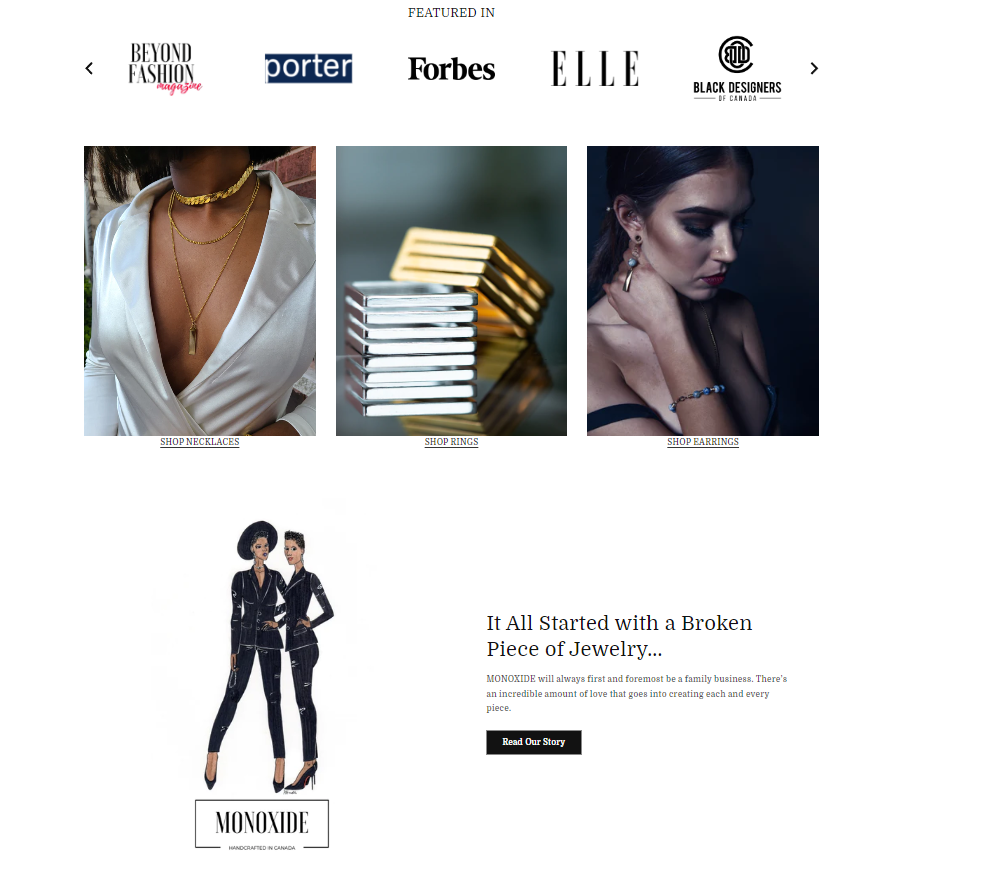 FEATURED IN
BEYOND
FASHION
magazine
porter
Forbes
ELLE
BLACK DESIGNERS
OF CANADA
SHOP NECKLACES
SHOP RINGS
SHOP EARRINGS
It All Started with a Broken
Piece of Jewelry...
MONOXIDE will always first and foremost be a family business. There's
an incredible amount of love that goes into creating each and every
piece.
Read Our Story
MONOXIDE
HANDCRAFTED IN CANADA